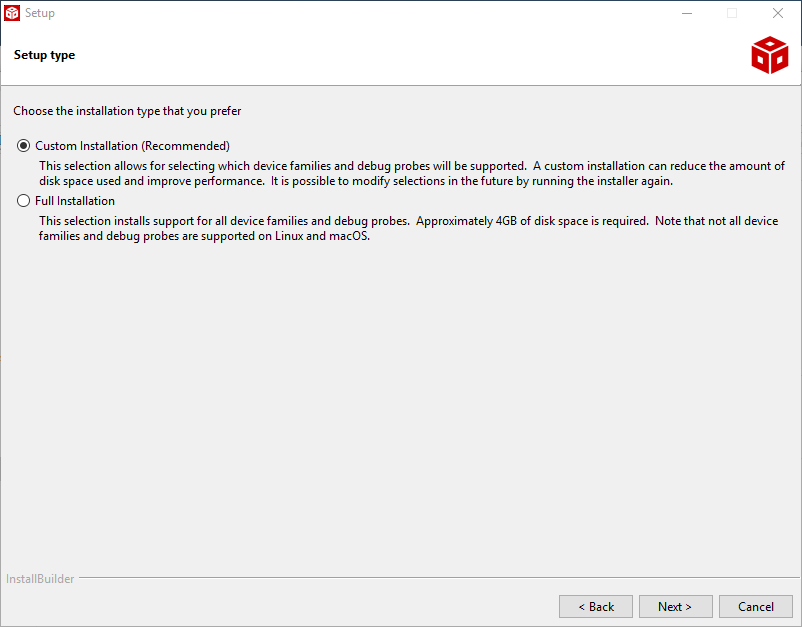 Setup
Setup type
Choose the installation type that you prefer
Custom Installation (Recommended)
This selection allows for selecting which device families and debug probes will be supported.  A custom installation can reduce the amount of
disk space used and improve performance.  It is possible to modify selections in the future by running the installer again.
Full Installation
This selection installs support for all device families and debug probes.  Approximately 4GB of disk space is required.  Note that not all device
families and debug probes are supported on Linux and macOS.
InstallBuilder
< Back
Next >
Cancel